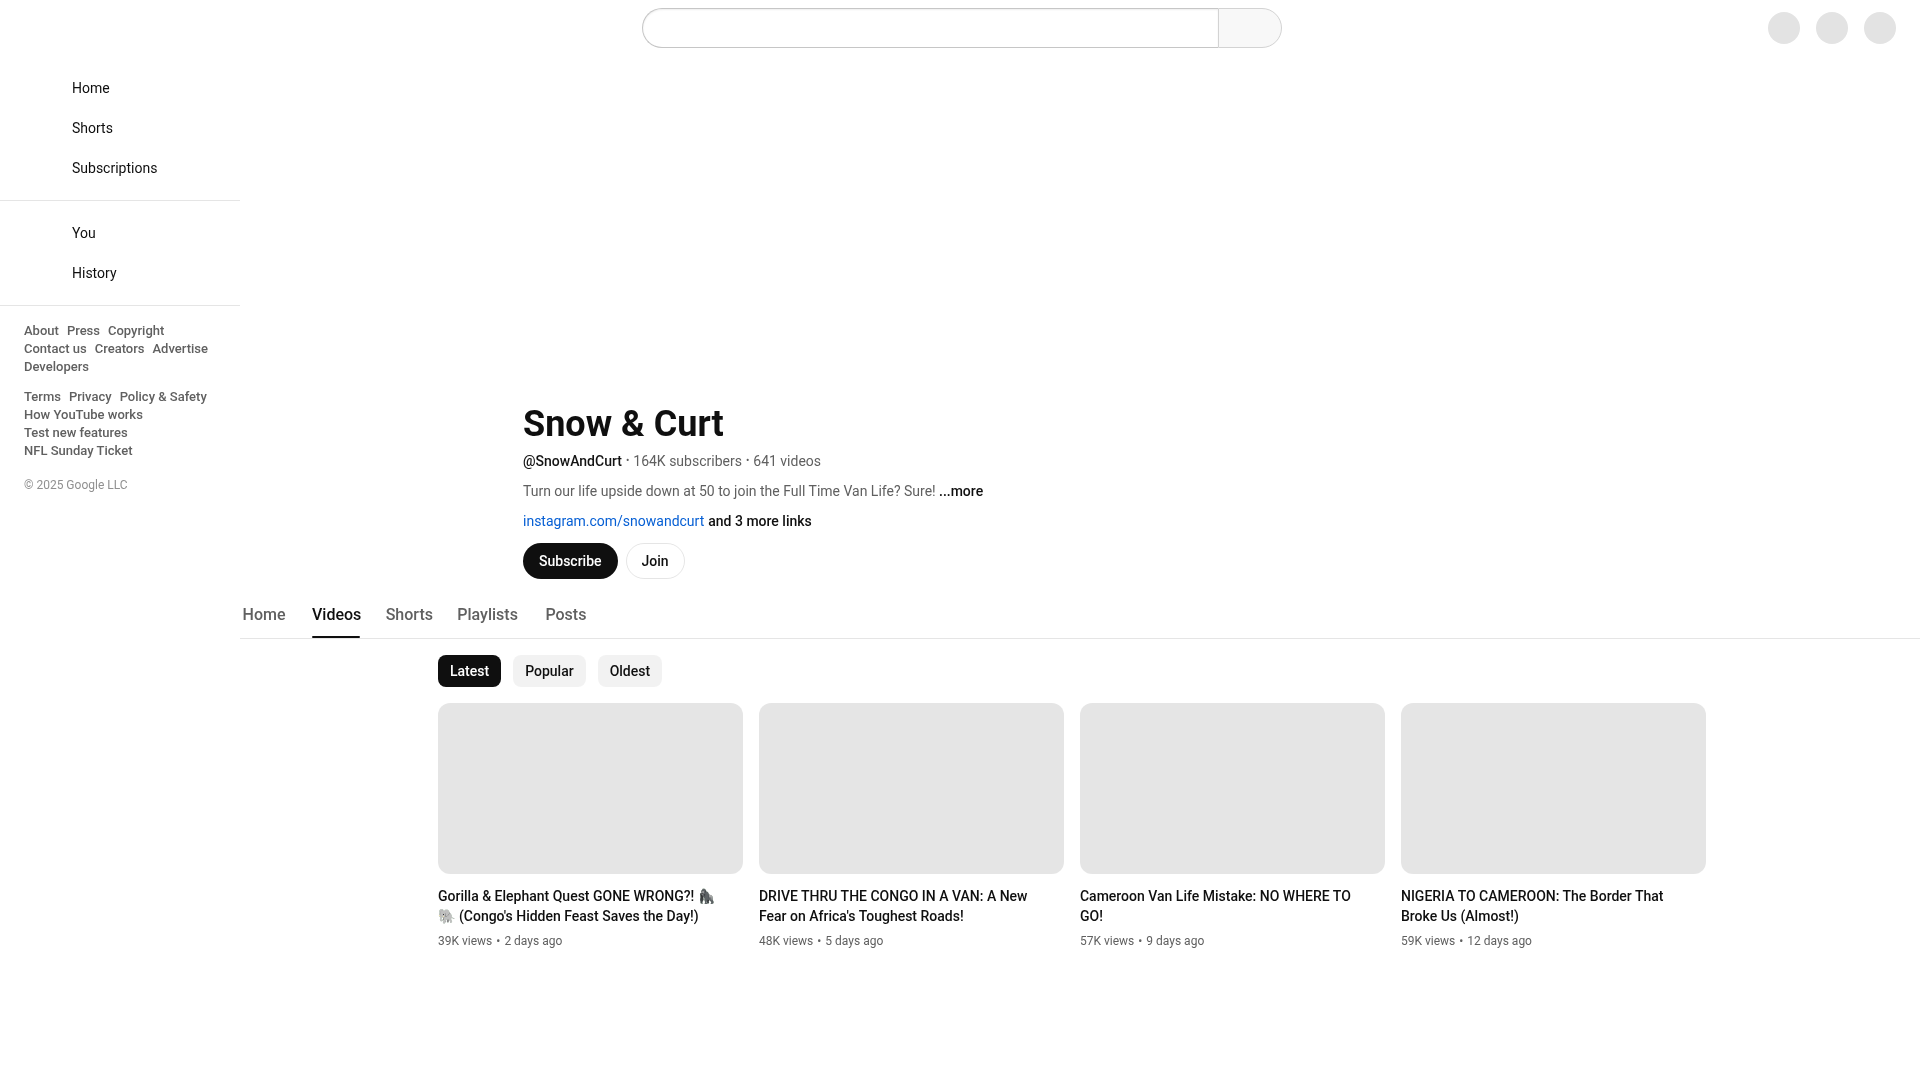 Home
Shorts
Subscriptions
You
History
About Press Copyright
Contact us Creators Advertise
Developers
Terms Privacy Policy & Safety
How YouTube works
Test new features
NFL Sunday Ticket
© 2025 Google LLC
Snow & Curt
@SnowAndCurt • 164K subscribers • 641 videos
Turn our life upside down at 50 to join the Full Time Van Life? Sure! ...more
instagram.com/snowandcurt and 3 more links
Subscribe Join
Home Videos Shorts Playlists Posts
Latest Popular Oldest
Gorilla & Elephant Quest GONE WRONG?! 🦍
🐘 (Congo's Hidden Feast Saves the Day!)
39K views • 2 days ago
DRIVE THRU THE CONGO IN A VAN: A New
Fear on Africa's Toughest Roads!
48K views • 5 days ago
Cameroon Van Life Mistake: NO WHERE TO
GO!
57K views • 9 days ago
NIGERIA TO CAMEROON: The Border That
Broke Us (Almost!)
59K views • 12 days ago